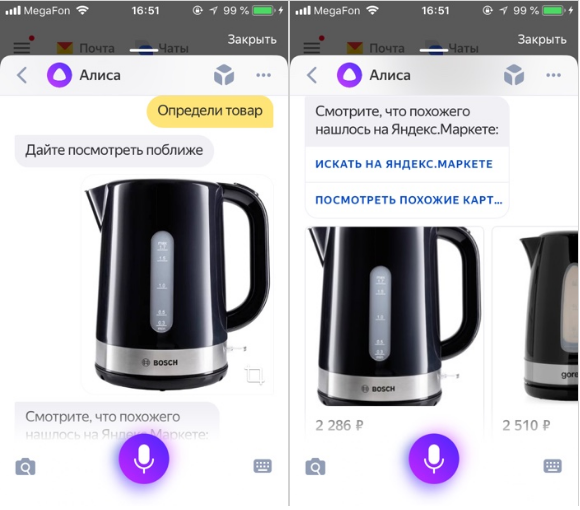 MegaFon 16:51 99 %
Почта Чаты Закрыть
Алиса
Определи товар
Дайте посмотреть поближе
BOSCH
Смотрите, что похожего
нашлось на Яндекс.Маркете:
MegaFon 16:51 99 %
Почта Чаты Закрыть
Алиса
Смотрите, что похожего
нашлось на Яндекс.Маркете:
ИСКАТЬ НА ЯНДЕКС.МАРКЕТЕ
ПОСМОТРЕТЬ ПОХОЖИЕ КАРТ...
BOSCH
gore
2 286 ₽ 2 510 ₽